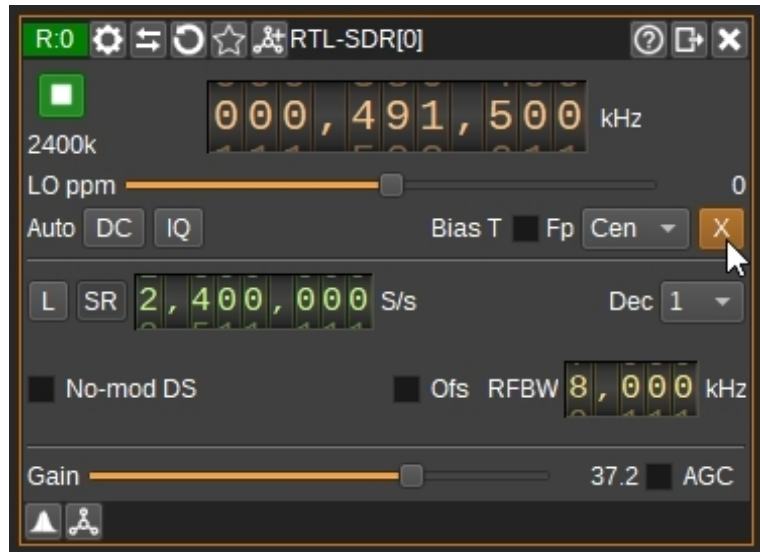 R:0 RTL-SDR[0]
000,491,500 kHz
2400k
LO ppm 0
Auto DC IQ Bias T Fp Cen X
L SR 2,400,000 S/s Dec 1
No-mod DS Ofs RFBW 8,000 kHz
Gain 37.2 AGC